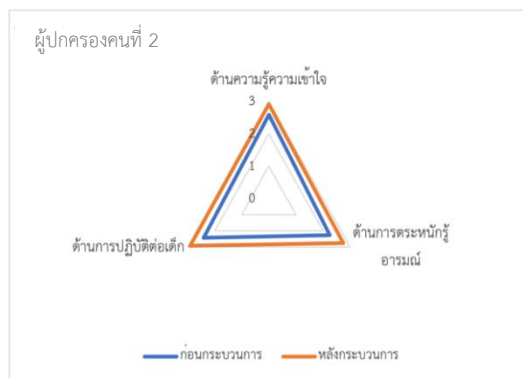 ผู้ปกครองคนที่ 2
ด้านความรู้ความเข้าใจ
3
2
1
0
ด้านการปฏิบัติต่อเด็ก
ด้านการตระหนักรู้
อารมณ์
ก่อนกระบวนการ
หลังกระบวนการ